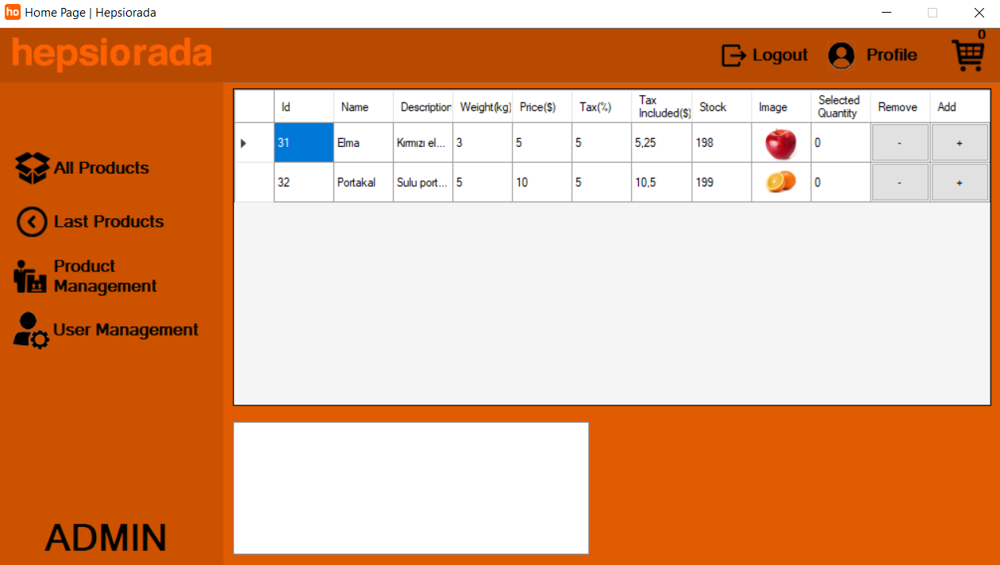 ho Home Page | Hepsiorada
0
hepsiorada Logout Profile
Id Name Description Weight(kg) Price($) Tax(%) Tax Included($) Stock Image Selected Quantity Remove Add
31 Elma Kırmızı el... 3 5 5 5,25 198 0 - +
32 Portakal Sulu port... 5 10 5 10,5 199 0 - +
All Products
Last Products
Product
Management
User Management
ADMIN